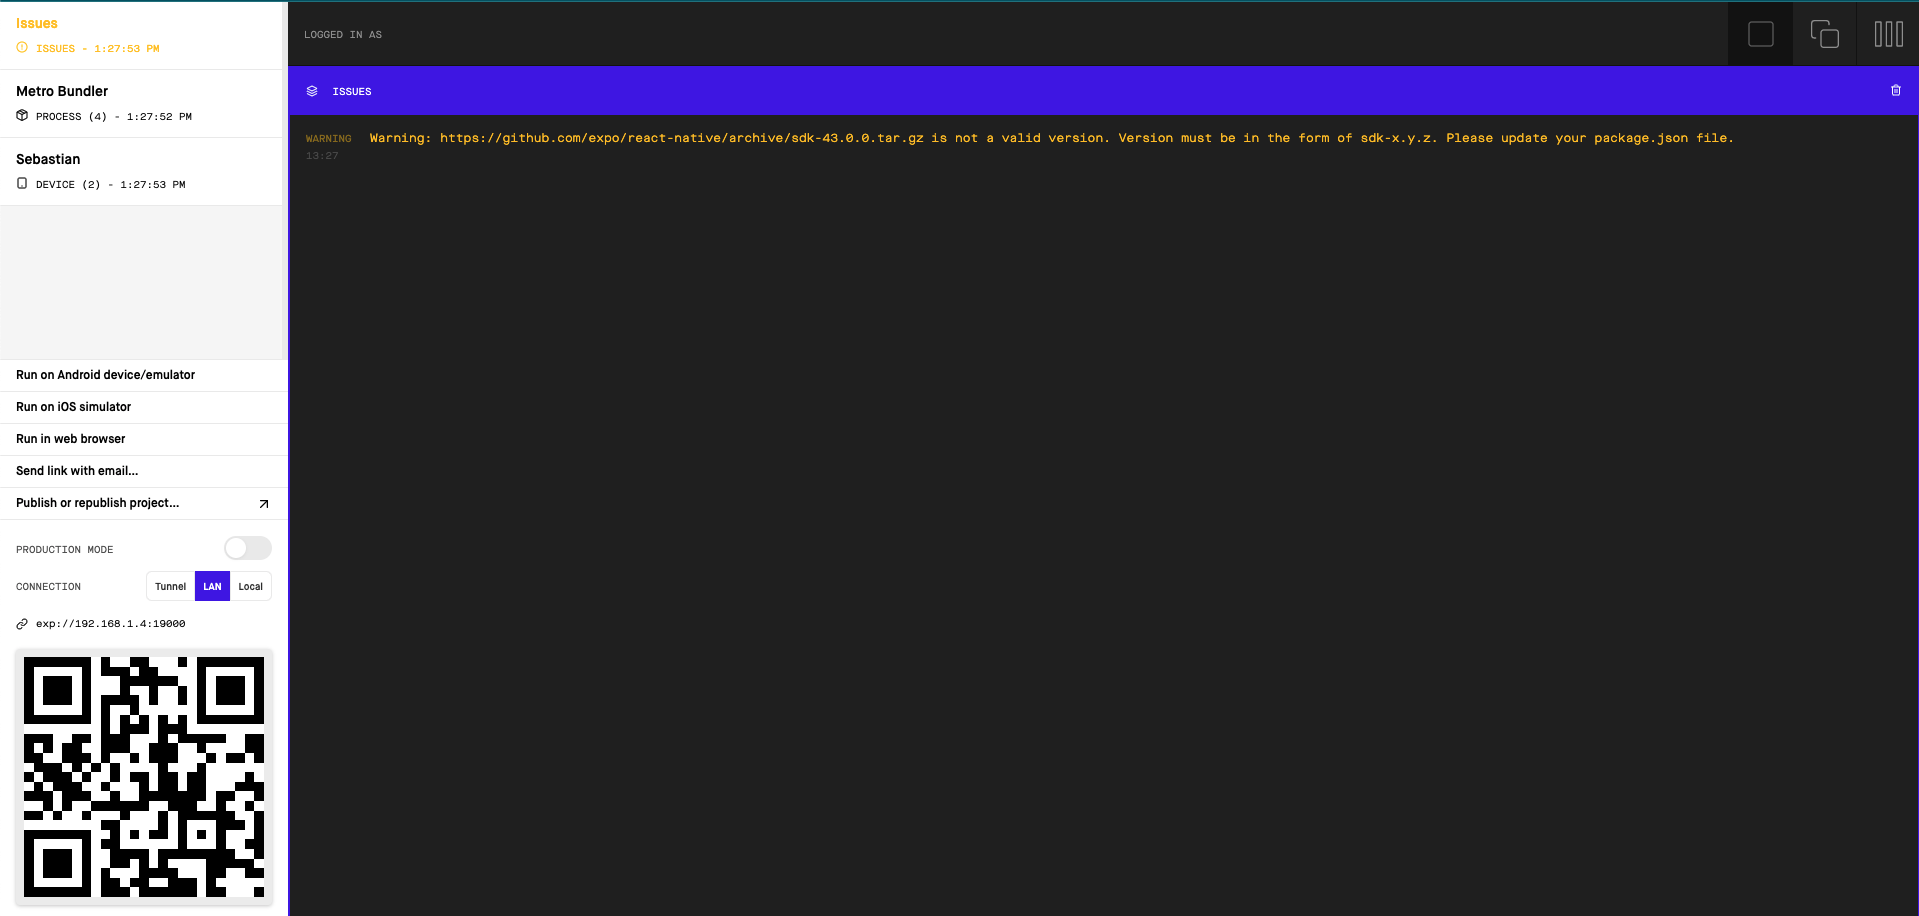 Issues
ISSUES - 1:27:53 PM
Metro Bundler
PROCESS (4) - 1:27:52 PM
Sebastian
DEVICE (2) - 1:27:53 PM
Run on Android device/emulator
Run on iOS simulator
Run in web browser
Send link with email...
Publish or republish project...
PRODUCTION MODE
CONNECTION Tunnel LAN Local
exp://192.168.1.4:19000
LOGGED IN AS
ISSUES
WARNING Warning: https://github.com/expo/react-native/archive/sdk-43.0.0.tar.gz is not a valid version. Version must be in the form of sdk-x.y.z. Please update your package.json file.
13:27